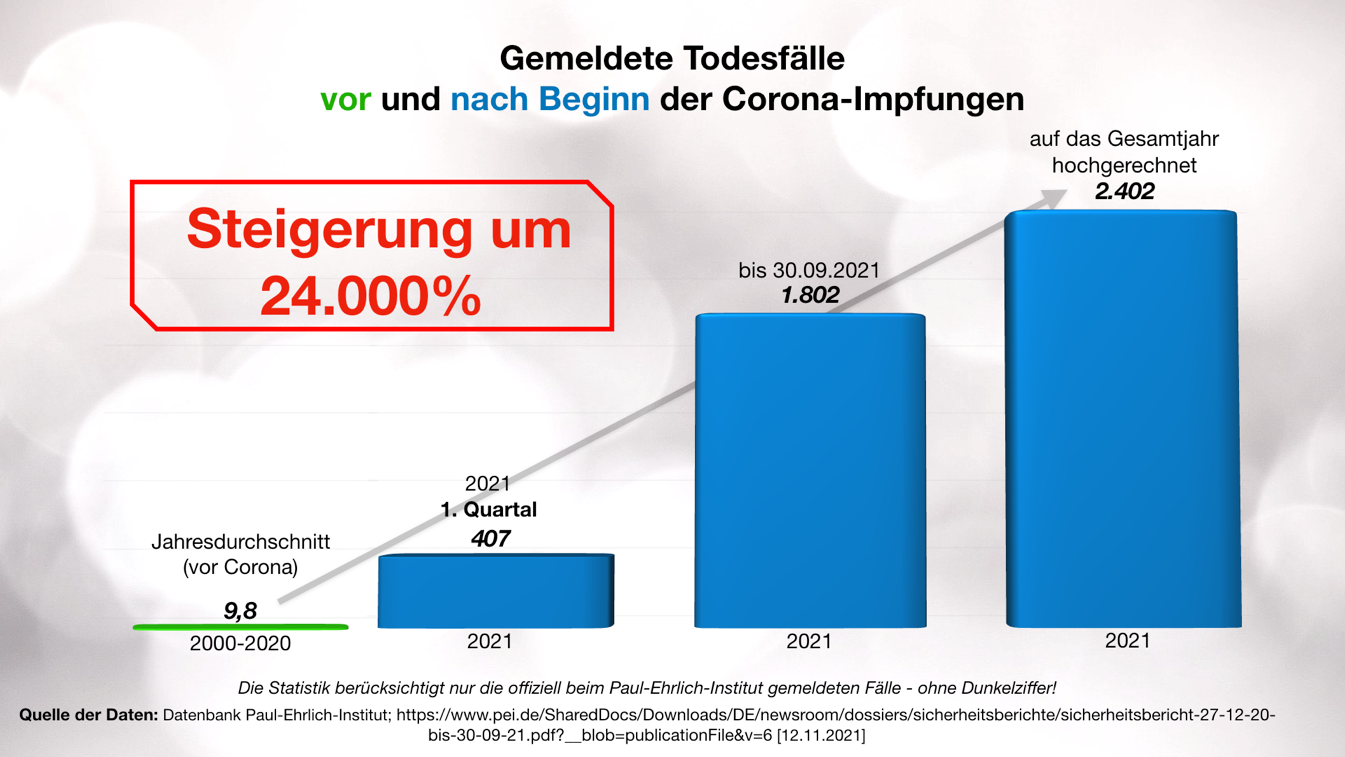 Gemeldete Todesfälle
vor und nach Beginn der Corona-Impfungen
auf das Gesamtjahr
hochgerechnet
2.402
Steigerung um
24.000%
bis 30.09.2021
1.802
2021
1. Quartal
407
Jahresdurchschnitt
(vor Corona)
9,8
2000-2020
2021
2021
2021
Die Statistik berücksichtigt nur die offiziell beim Paul-Ehrlich-Institut gemeldeten Fälle - ohne Dunkelziffer!
Quelle der Daten: Datenbank Paul-Ehrlich-Institut; https://www.pei.de/SharedDocs/Downloads/DE/newsroom/dossiers/sicherheitsberichte/sicherheitsbericht-27-12-20-
bis-30-09-21.pdf?__blob=publicationFile&v=6 [12.11.2021]